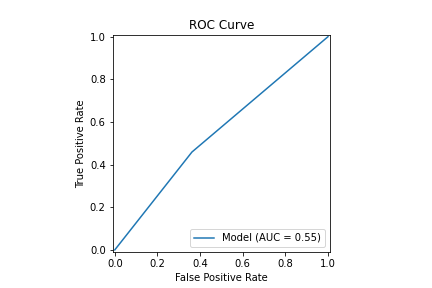 ROC Curve
1.0
0.8
0.6
0.4
0.2
0.0
True Positive Rate
Model (AUC = 0.55)
0.0 0.2 0.4 0.6 0.8 1.0
False Positive Rate